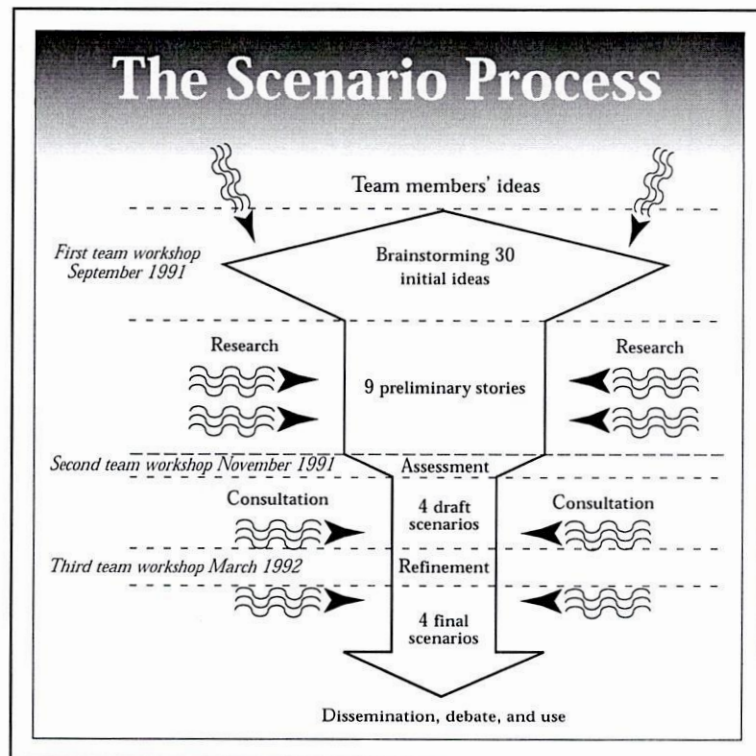 The Scenario Process
Team members' ideas
First team workshop
September 1991
Brainstorming 30
initial ideas
Research
Research
9 preliminary stories
Second team workshop November 1991
Assessment
Consultation
4 draft
scenarios
Consultation
Third team workshop March 1992
Refinement
4 final
scenarios
Dissemination, debate, and use